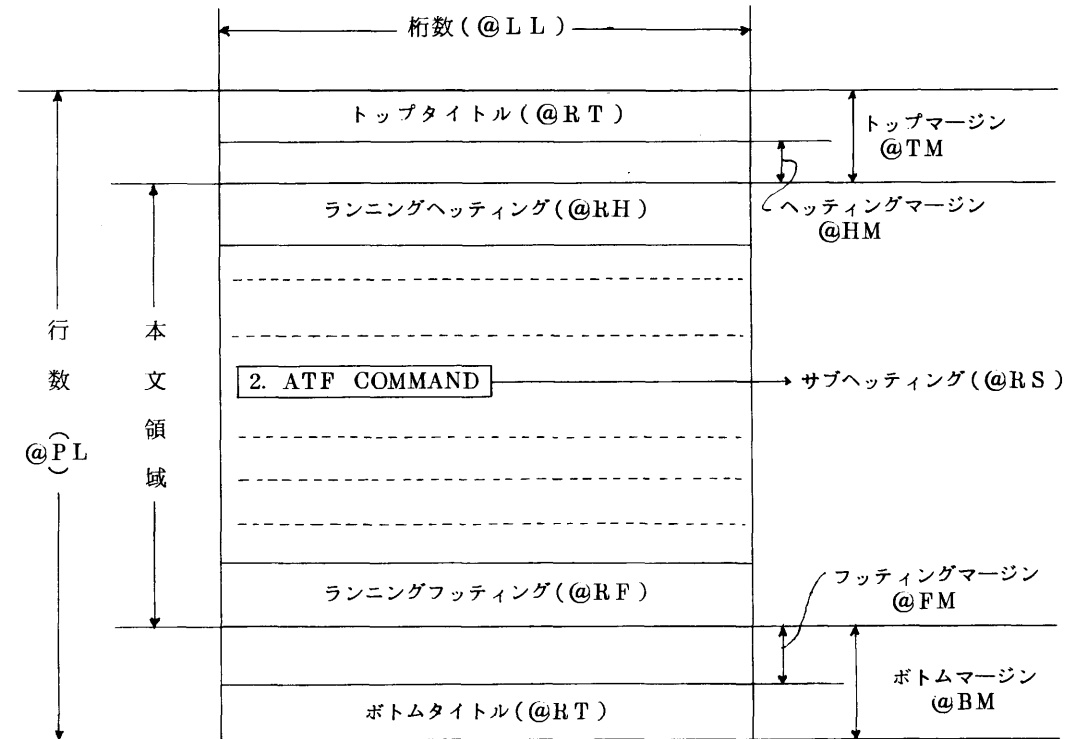 桁数(@LL)
トップタイトル(@RT)
トップマージン
@TM
ランニングヘッティング(@RH)
ヘッティングマージン
@HM
行数(@PL)
本文領域
2. ATF COMMAND
サブヘッティング(@RS)
ランニングフッティング(@RF)
フッティングマージン
@FM
ボトムマージン
@BM
ボトムタイトル(@RT)